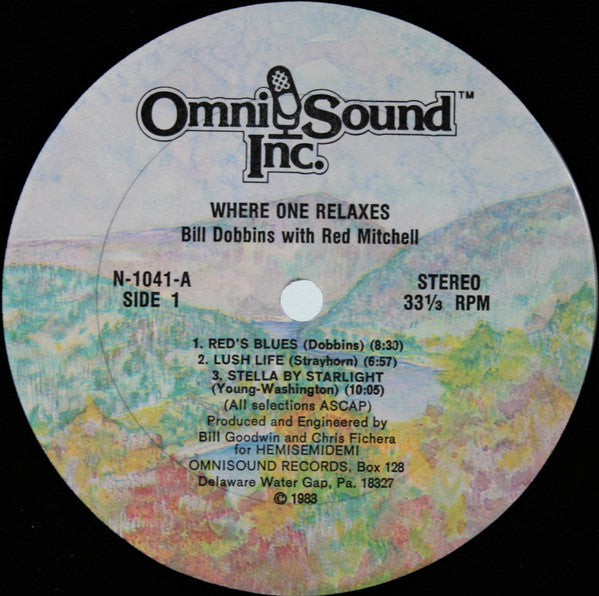 Omni Sound™
Inc.
WHERE ONE RELAXES
Bill Dobbins with Red Mitchell
N-1041-A
SIDE 1
STEREO
33⅓ RPM
1. RED'S BLUES (Dobbins) (8:30)
2. LUSH LIFE (Strayhorn) (6:57)
3. STELLA BY STARLIGHT
(Young-Washington) (10:05)
(All selections ASCAP)
Produced and Engineered by
Bill Goodwin and Chris Fichera
for HEMISEMIDEMI
OMNISOUND RECORDS, Box 128
Delaware Water Gap, Pa. 18327
© 1983